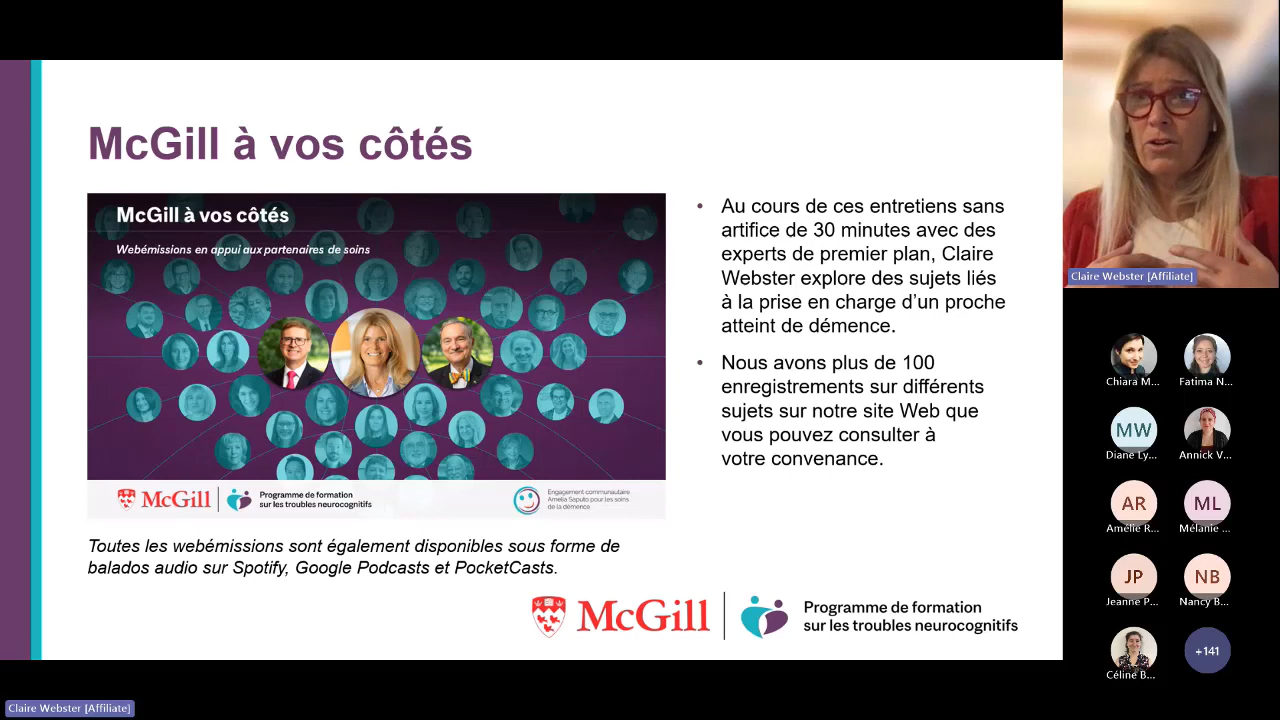 McGill à vos côtés
McGill à vos côtés
Webémissions en appui aux partenaires de soins
McGill
Programme de formation
sur les troubles neurocognitifs
Engagement communautaire
Amelia Saputo pour les soins
de la démence
Toutes les webémissions sont également disponibles sous forme de
balados audio sur Spotify, Google Podcasts et PocketCasts.
• Au cours de ces entretiens sans
artifice de 30 minutes avec des
experts de premier plan, Claire
Webster explore des sujets liés
à la prise en charge d’un proche
atteint de démence.
• Nous avons plus de 100
enregistrements sur différents
sujets sur notre site Web que
vous pouvez consulter à
votre convenance.
McGill
Programme de formation
sur les troubles neurocognitifs
Claire Webster [Affiliate]
Chiara M...
Fatima N...
MW
Diane Ly...
Annick V...
AR
Amélie R...
ML
Mélanie ...
JP
Jeanne P...
NB
Nancy B...
Céline B...
+141
Claire Webster [Affiliate]